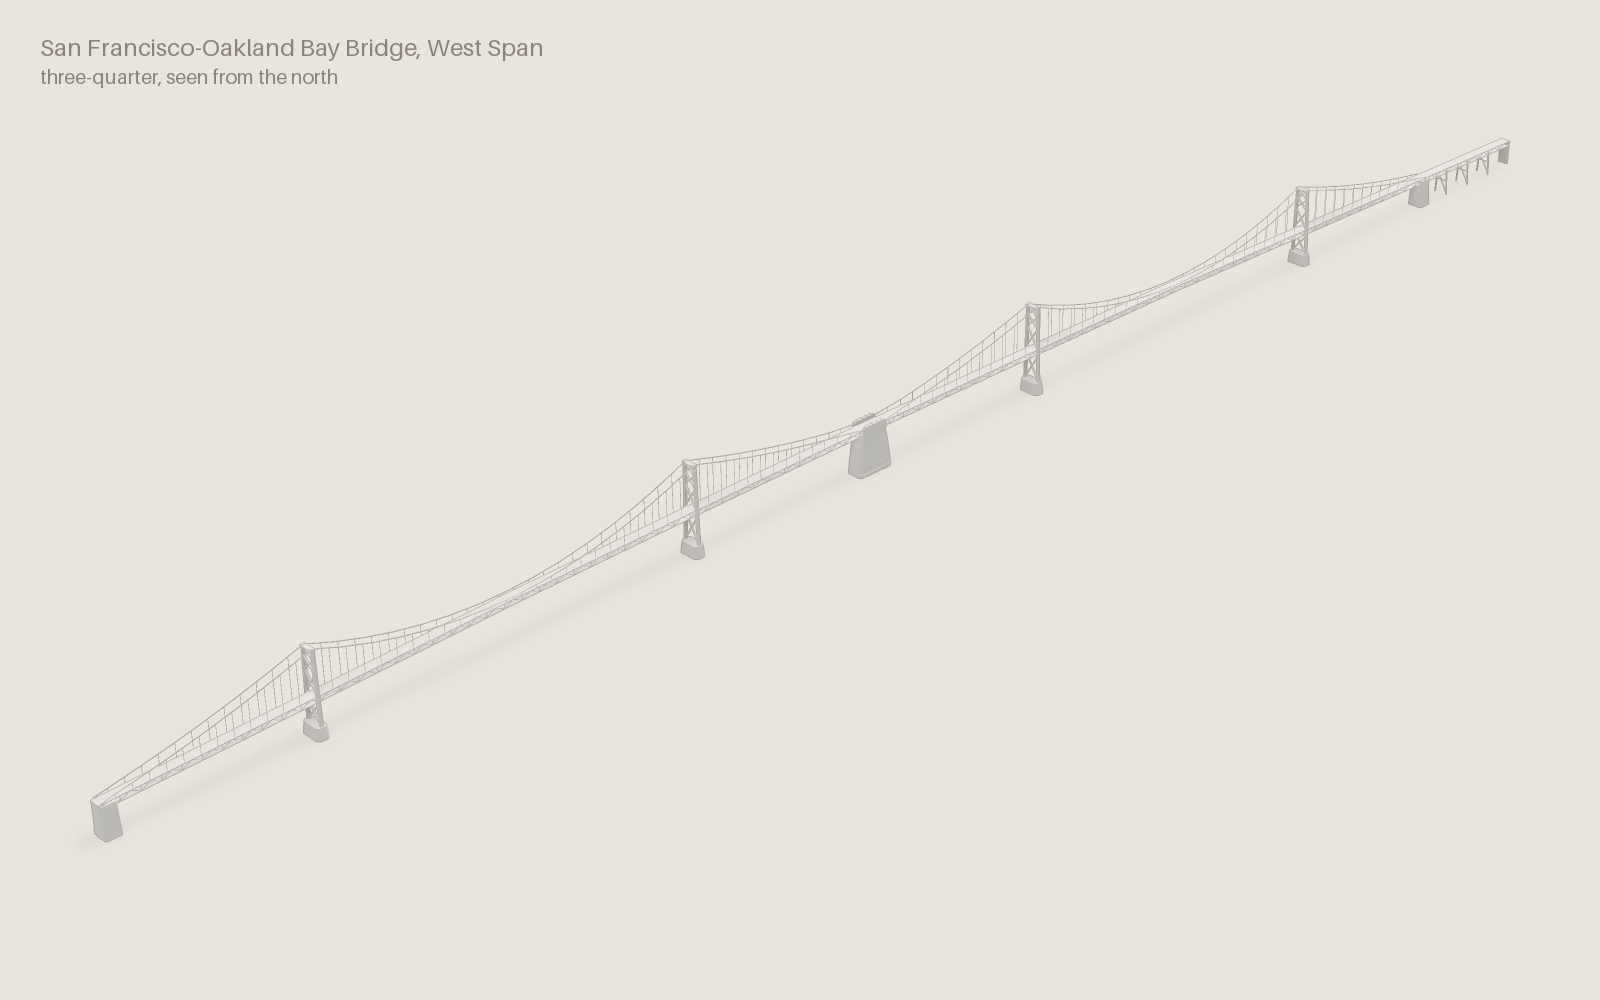 San Francisco-Oakland Bay Bridge, West Span
three-quarter, seen from the north